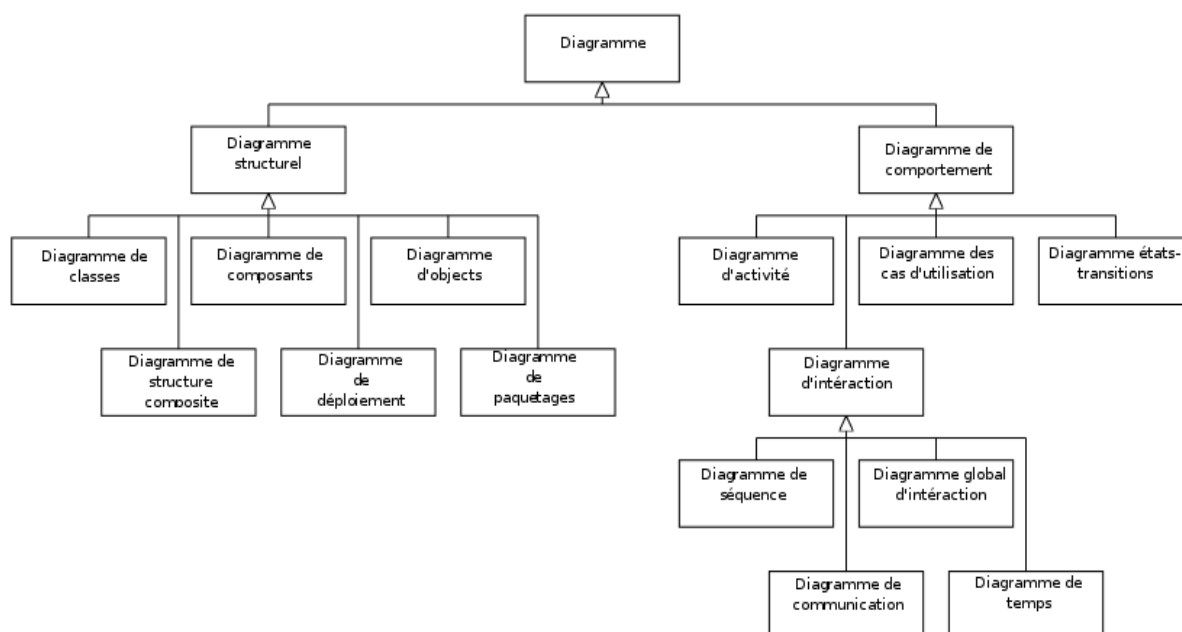 Diagramme
Diagramme
structurel
Diagramme de
comportement
Diagramme de
classes
Diagramme de
composants
Diagramme
d'objects
Diagramme
d'activité
Diagramme des
cas d'utilisation
Diagramme états-
transitions
Diagramme de
structure
composite
Diagramme
de
déploiement
Diagramme
de
paquetages
Diagramme
d'intéraction
Diagramme de
séquence
Diagramme global
d'intéraction
Diagramme de
communication
Diagramme de
temps